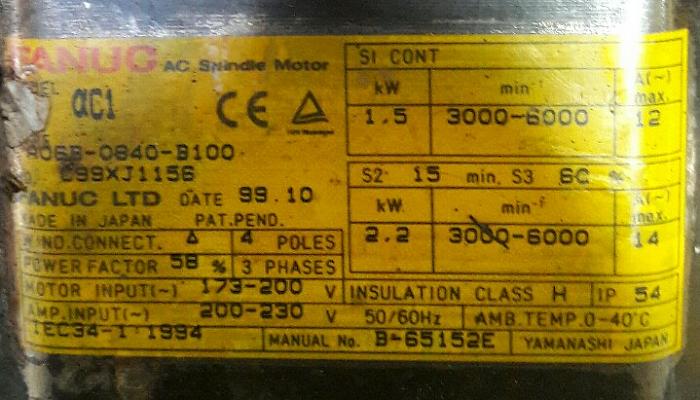 FANUC AC Spindle Motor
αC1
CE
A06B-0840-B100
C99XJ1156
FANUC LTD DATE 99.10
MADE IN JAPAN PAT.PEND.
WIND.CONNECT. Δ 4 POLES
POWER FACTOR 58 % 3 PHASES
MOTOR INPUT(~) 173-200 V
AMP.INPUT(~) 200-230 V 50/60Hz AMB.TEMP.0-40°C
IEC34-1 1994
S1 CONT
kW min⁻¹ A(~) max.
1.5 3000-6000 12
S2 15 min, S3 60 %
kW min⁻¹ A(~) max.
2.2 3000-6000 14
INSULATION CLASS H IP 54
MANUAL No. B-65152E YAMANASHI JAPAN